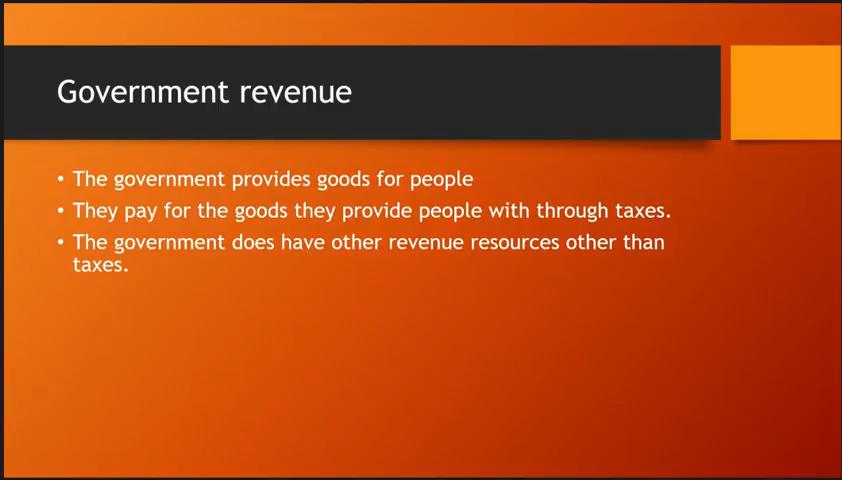 Government revenue
• The government provides goods for people
• They pay for the goods they provide people with through taxes.
• The government does have other revenue resources other than
taxes.